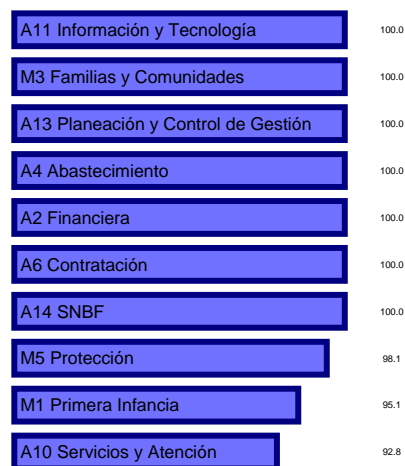 A11 Información y Tecnología 100.0
M3 Familias y Comunidades 100.0
A13 Planeación y Control de Gestión 100.0
A4 Abastecimiento 100.0
A2 Financiera 100.0
A6 Contratación 100.0
A14 SNBF 100.0
M5 Protección 98.1
M1 Primera Infancia 95.1
A10 Servicios y Atención 92.8